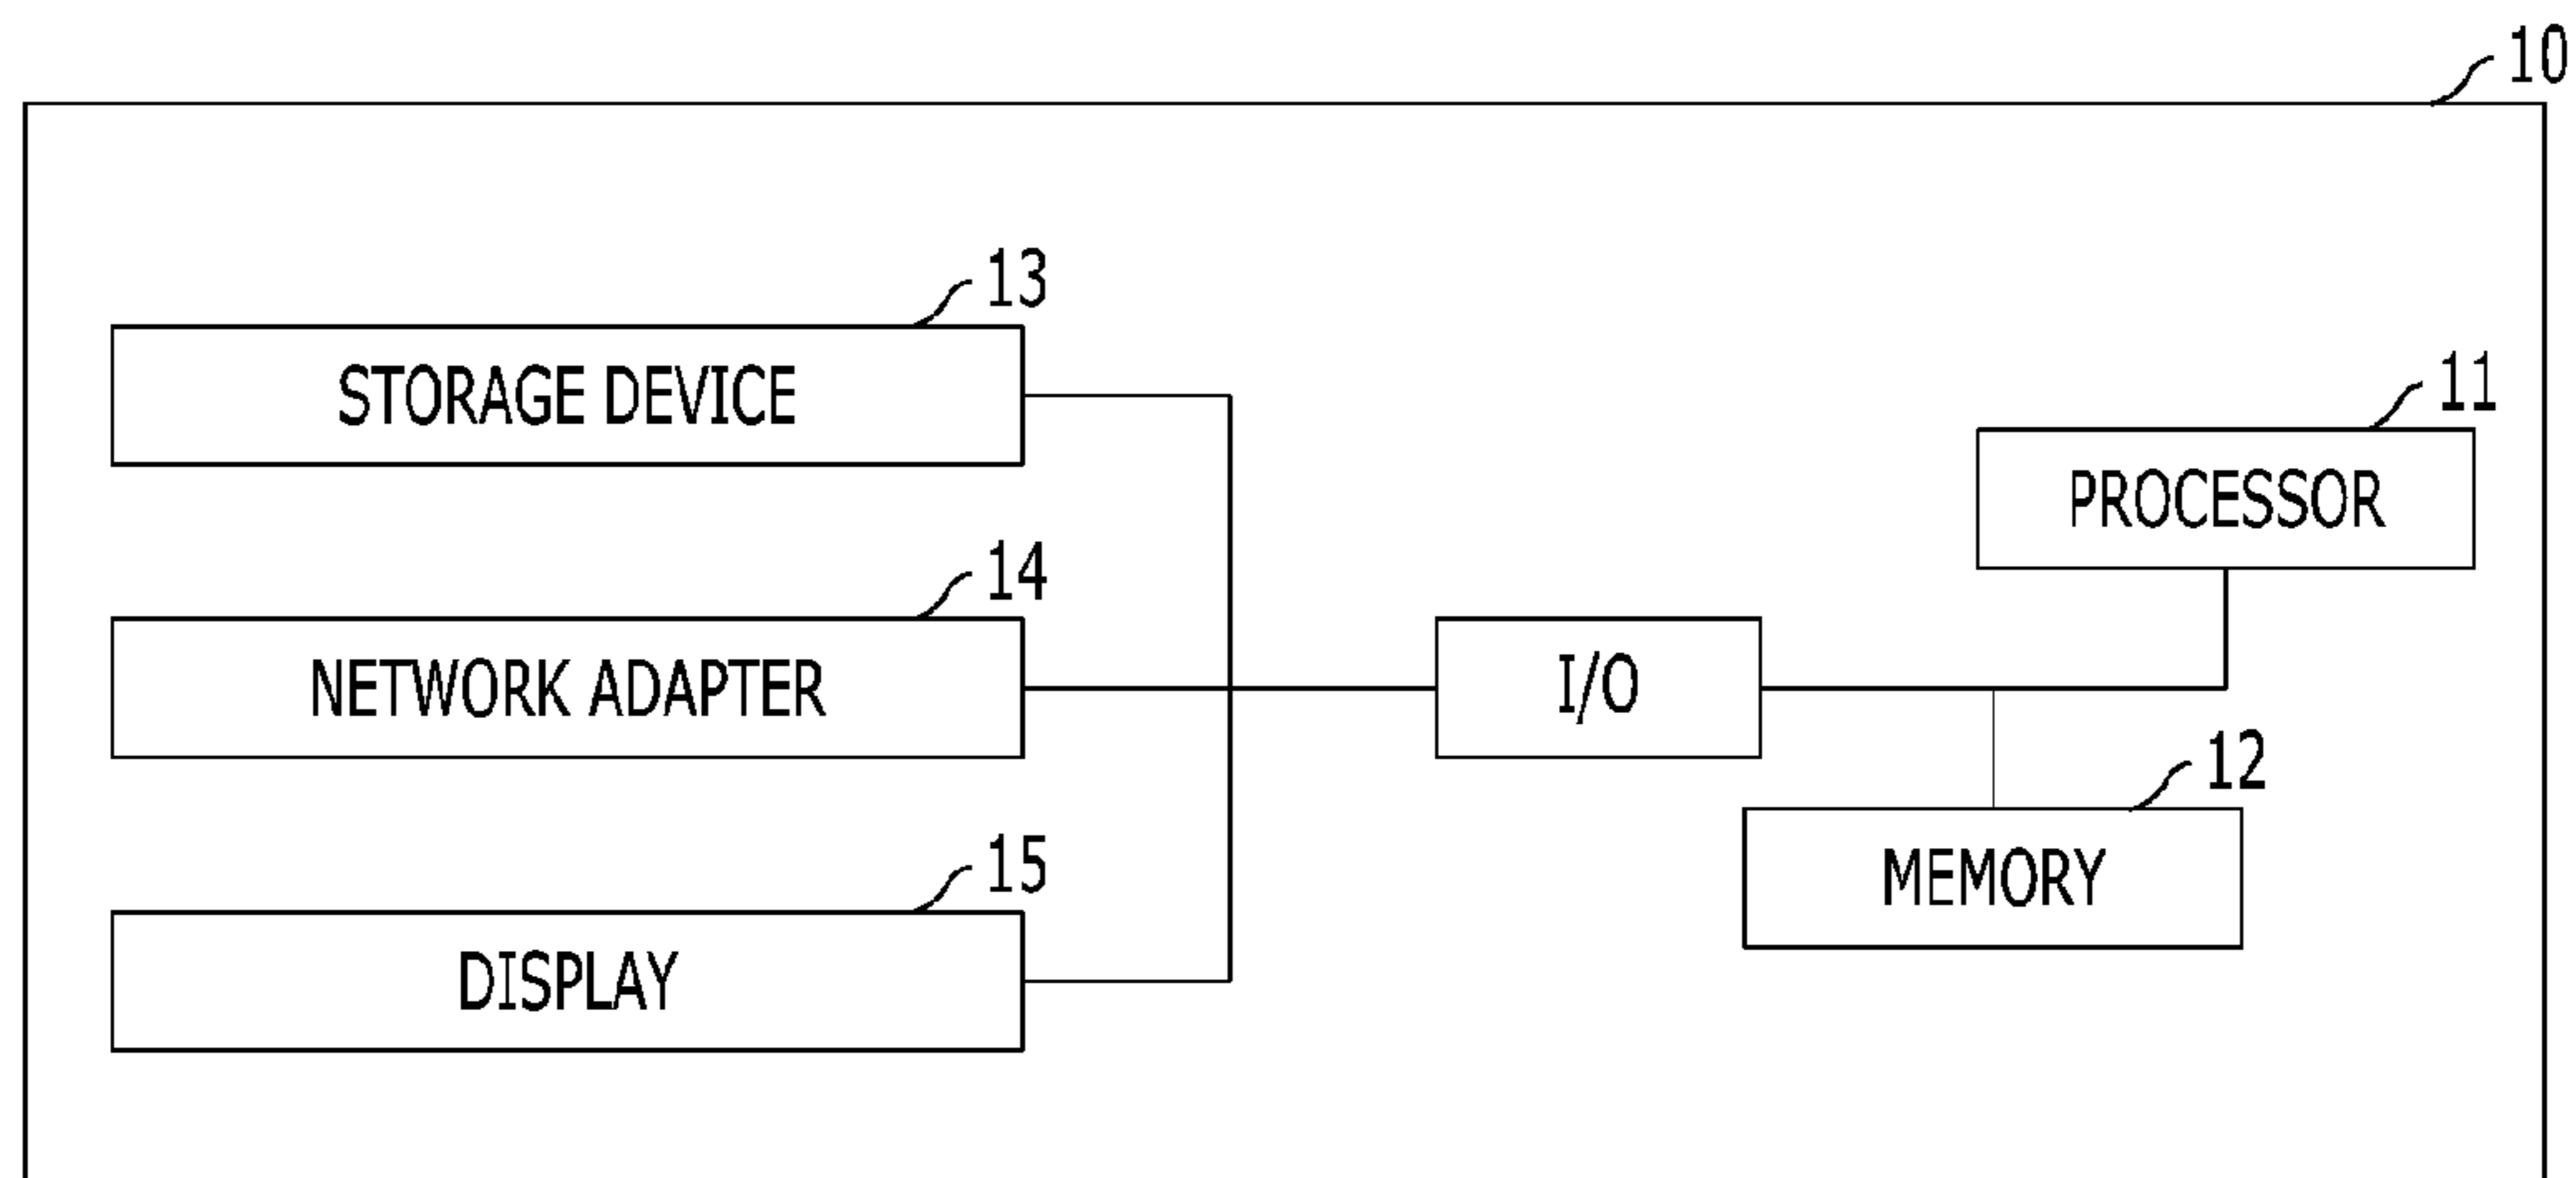 10
13
STORAGE DEVICE
11
PROCESSOR
14
NETWORK ADAPTER
I/O
12
MEMORY
15
DISPLAY